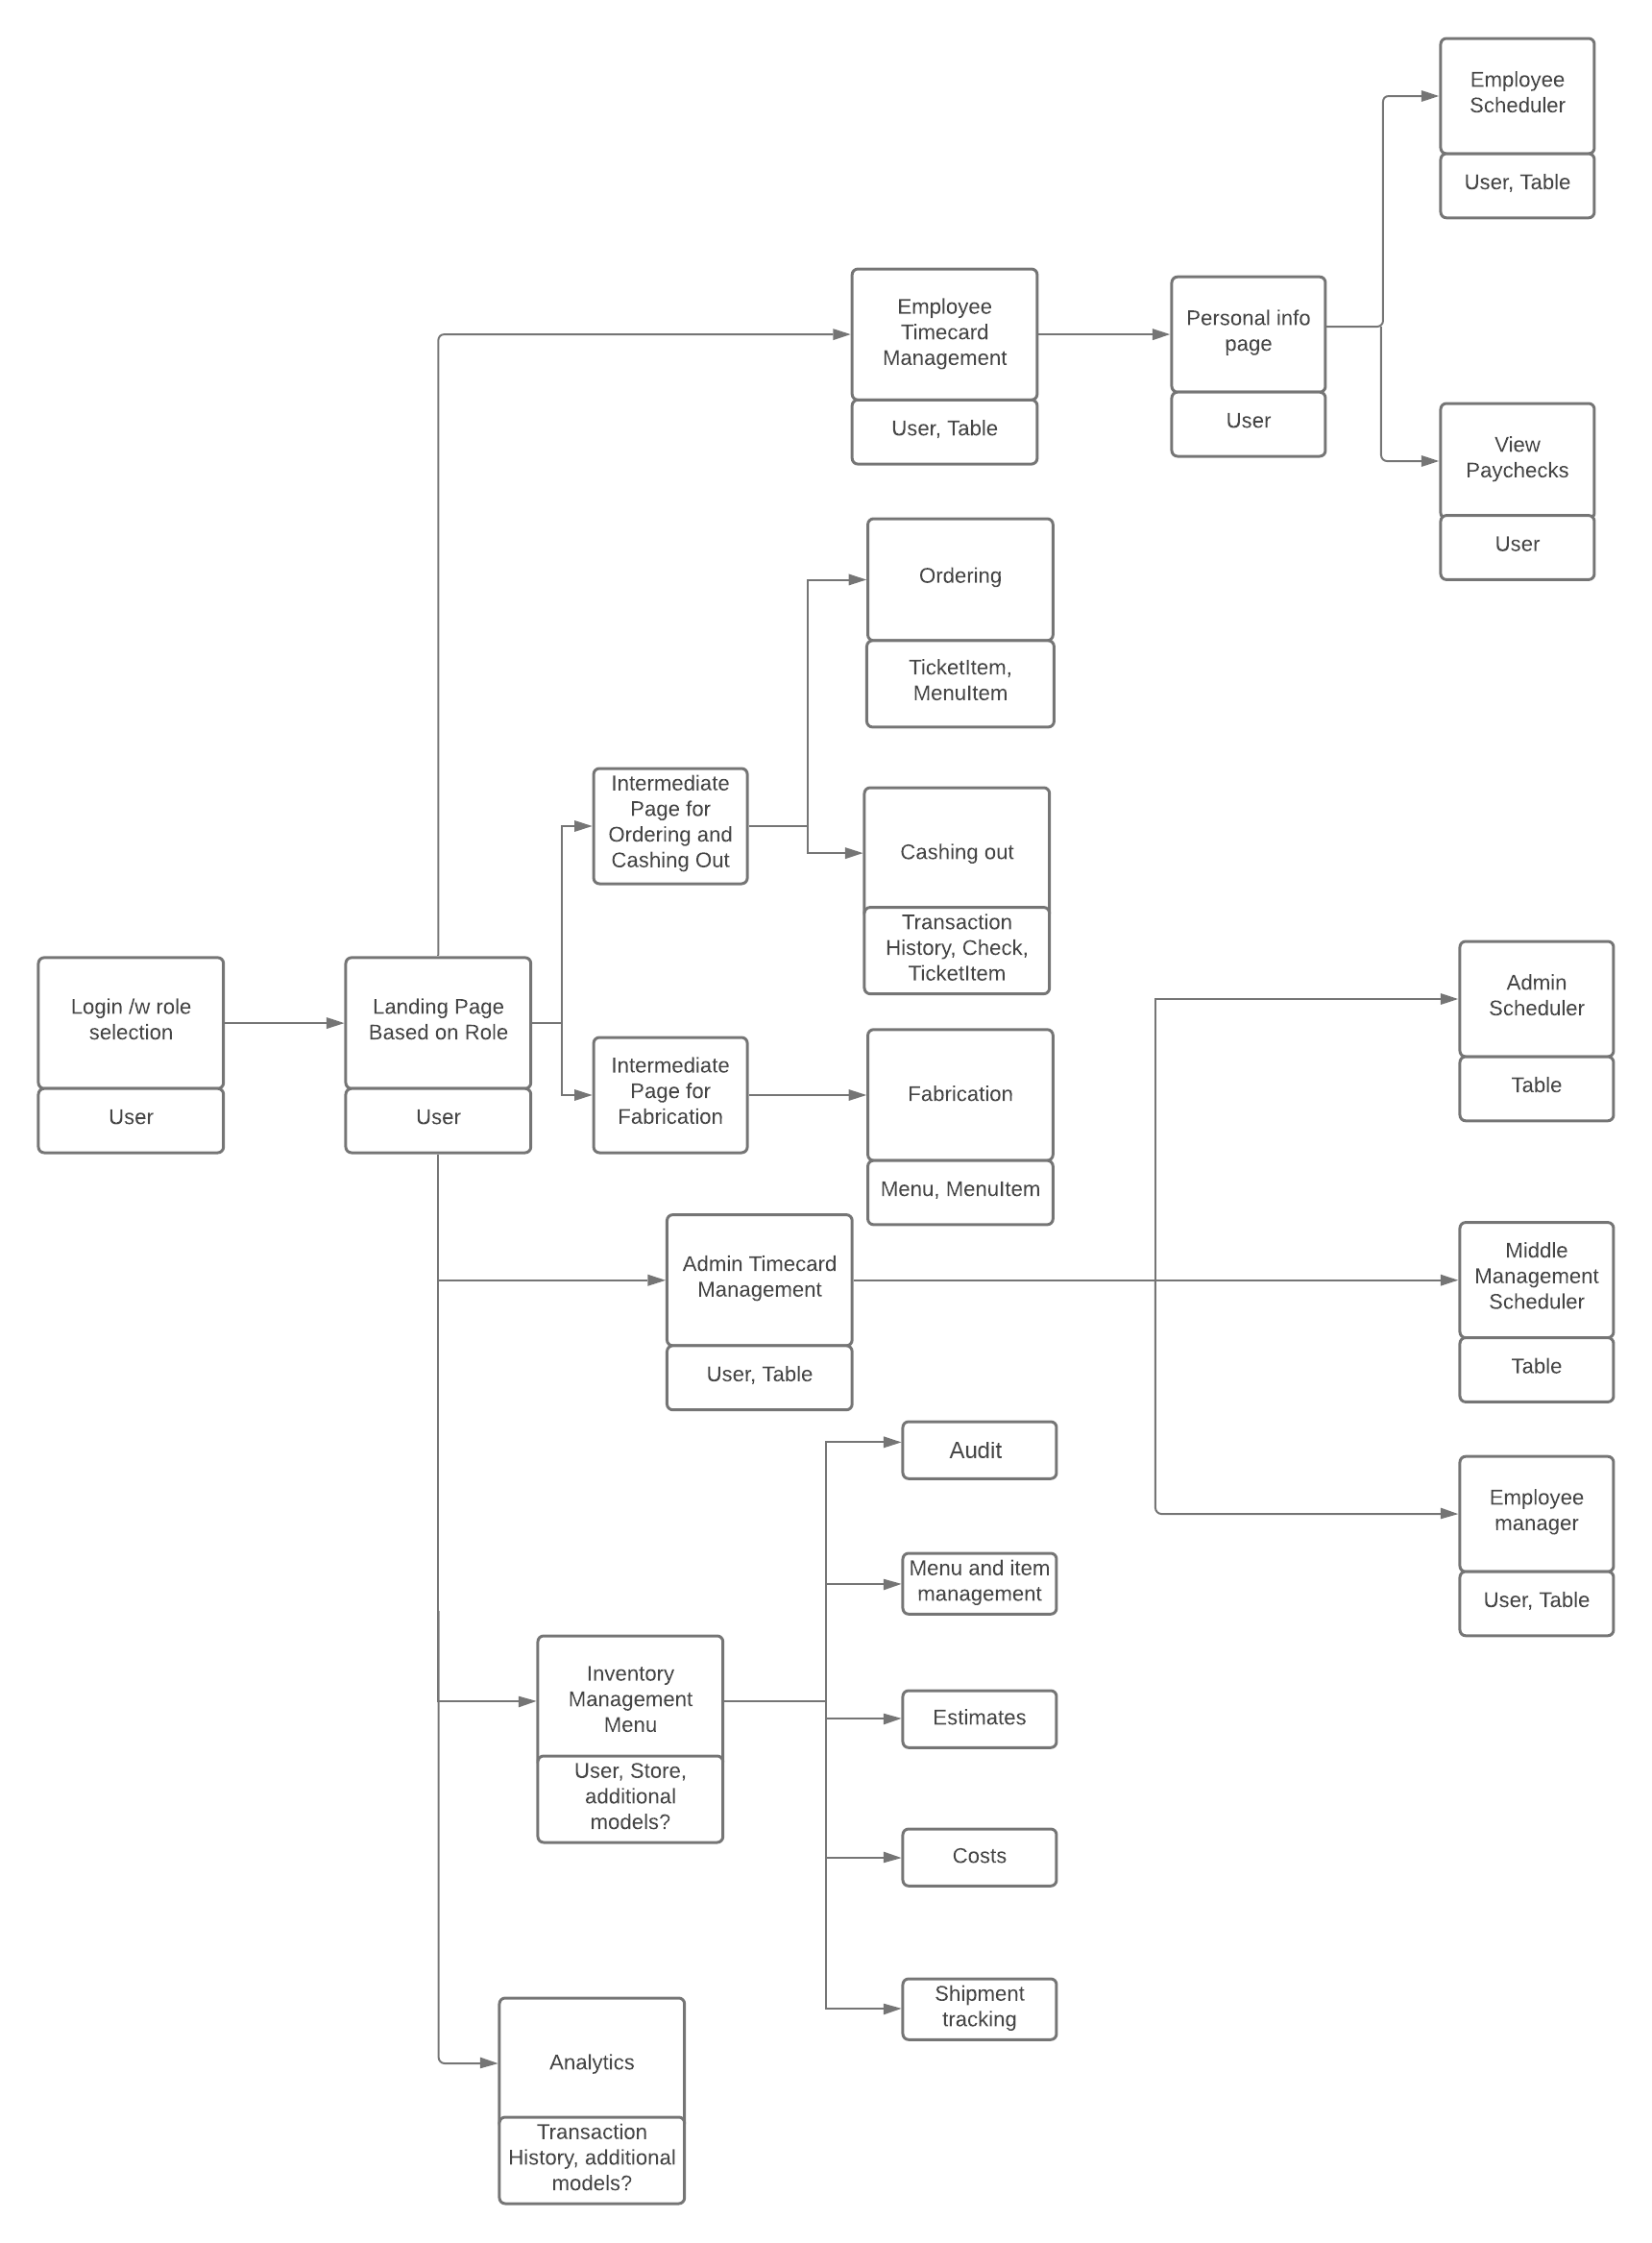 Employee
Scheduler
User, Table
Employee
Timecard
Management
User, Table
Personal info
page
User
View
Paychecks
User
Ordering
TicketItem,
MenuItem
Intermediate
Page for
Ordering and
Cashing Out
Cashing out
Transaction
History, Check,
TicketItem
Login /w role
selection
User
Landing Page
Based on Role
User
Intermediate
Page for
Fabrication
Fabrication
Menu, MenuItem
Admin
Scheduler
Table
Admin Timecard
Management
User, Table
Middle
Management
Scheduler
Table
Employee
manager
User, Table
Audit
Menu and item
management
Inventory
Management
Menu
User, Store,
additional
models?
Estimates
Costs
Shipment
tracking
Analytics
Transaction
History, additional
models?